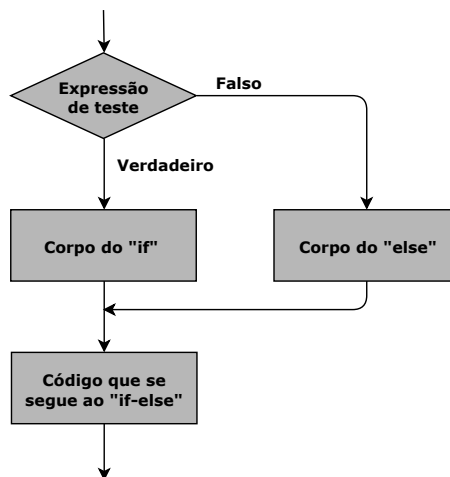 Expressão
de teste
Falso
Verdadeiro
Corpo do "if"
Corpo do "else"
Código que se
segue ao "if-else"